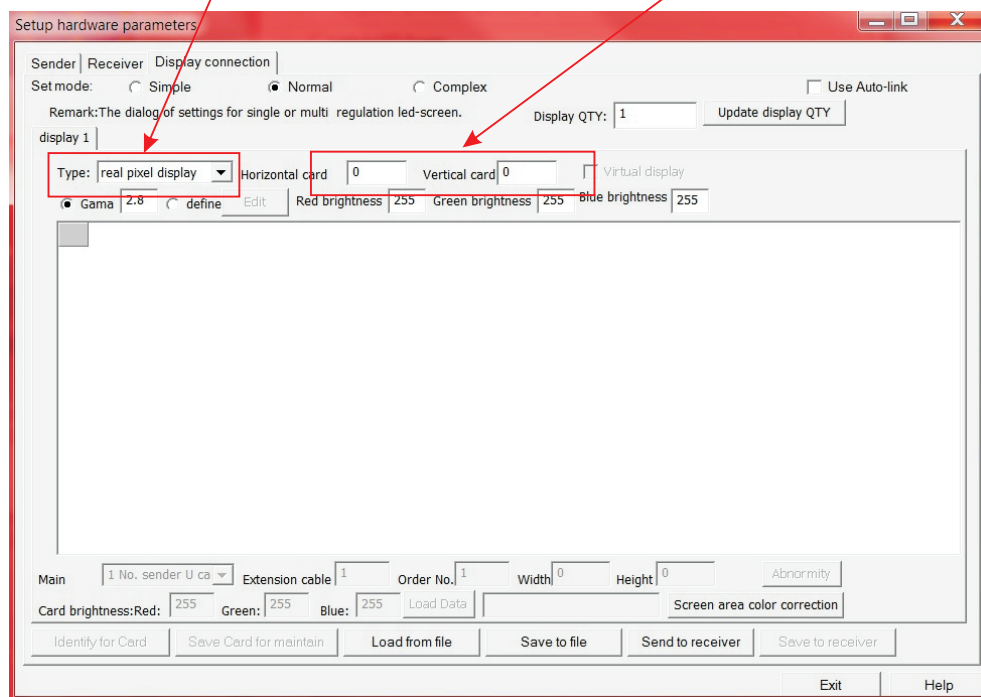 Setup hardware parameters
Sender Receiver Display connection
Set mode: Simple Normal Complex Use Auto-link
Remark:The dialog of settings for single or multi regulation led-screen. Display QTY: 1 Update display QTY
display 1
Type: real pixel display Horizontal card 0 Vertical card 0 Virtual display
Gama 2.8 define Edit Red brightness 255 Green brightness 255 Blue brightness 255
Main 1 No. sender U ca Extension cable 1 Order No. 1 Width 0 Height 0 Abnormity
Card brightness:Red: 255 Green: 255 Blue: 255 Load Data Screen area color correction
Identify for Card Save Card for maintain Load from file Save to file Send to receiver Save to receiver
Exit Help